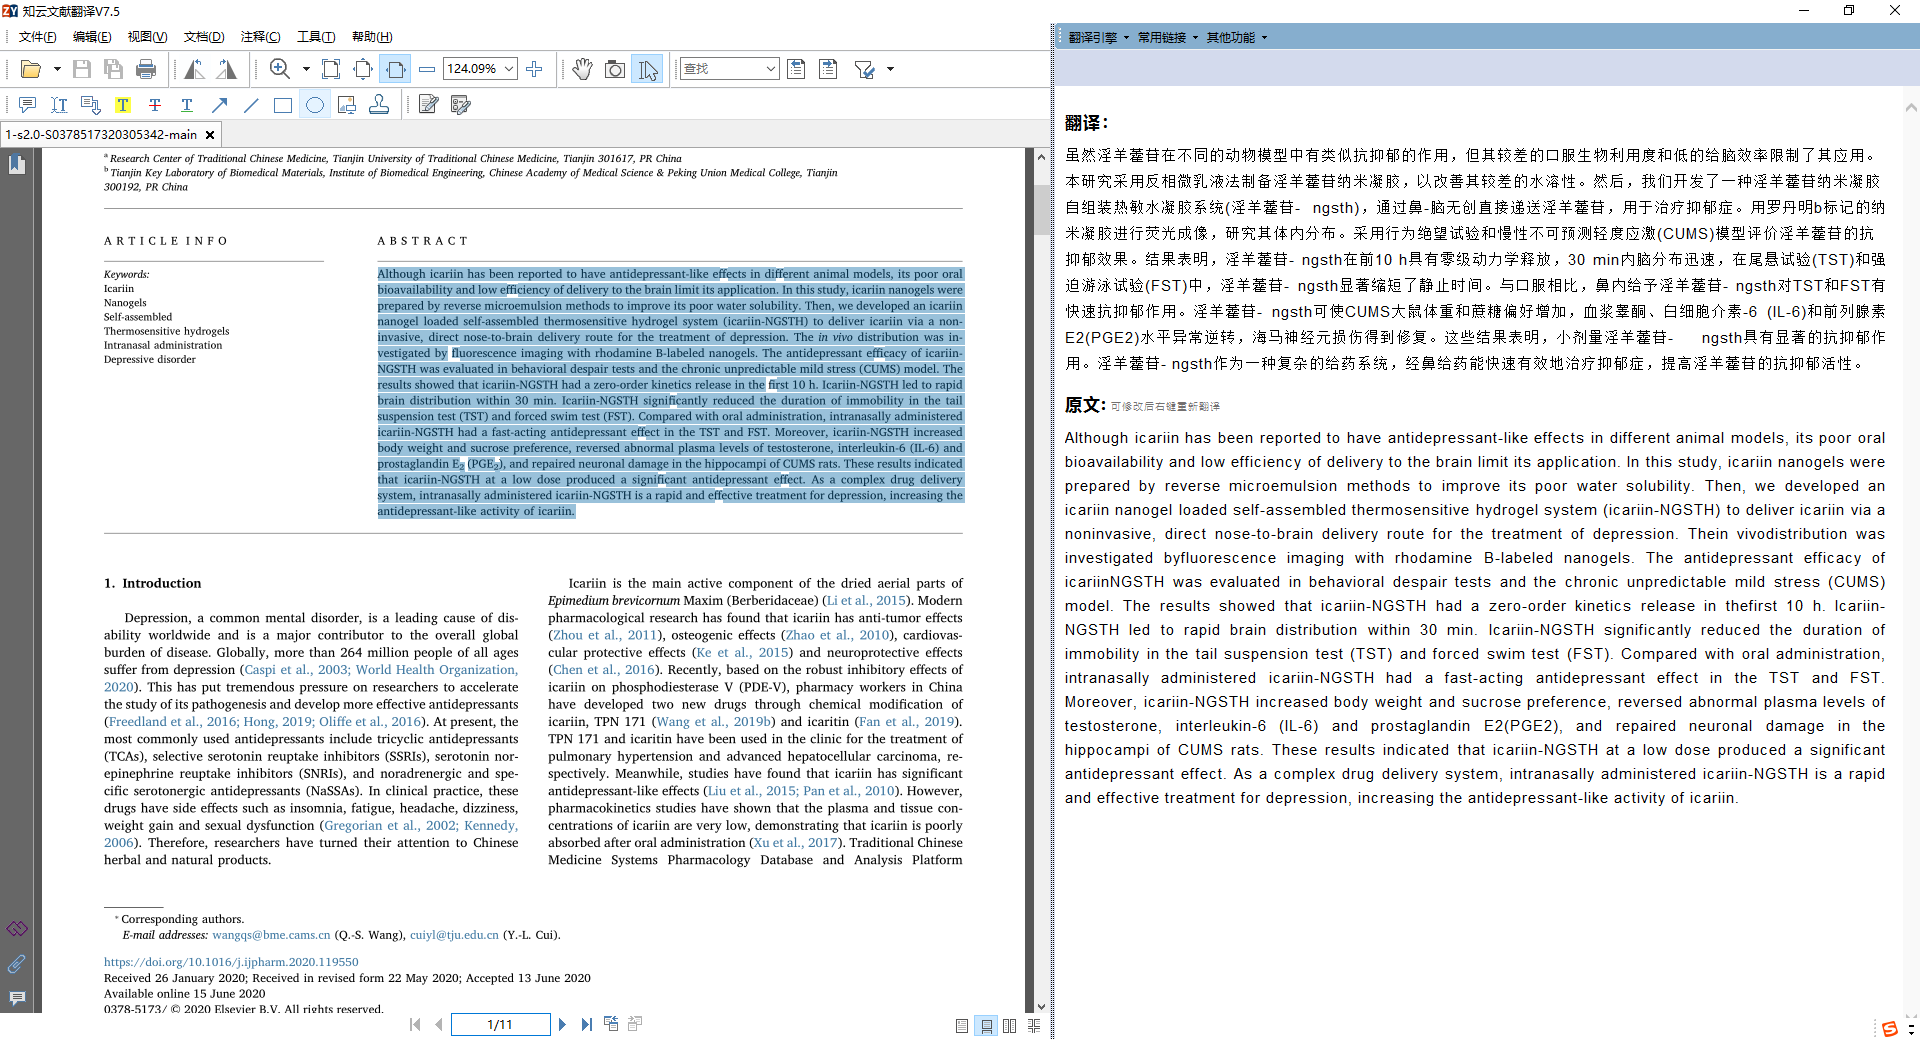 知云文献翻译V7.5
文件(F) 编辑(E) 视图(V) 文档(D) 注释(C) 工具(T) 帮助(H)
翻译引擎 常用链接 其他功能
124.09%
查找
1-s2.0-S0378517320305342-main
a Research Center of Traditional Chinese Medicine, Tianjin University of Traditional Chinese Medicine, Tianjin 301617, PR China
b Tianjin Key Laboratory of Biomedical Materials, Institute of Biomedical Engineering, Chinese Academy of Medical Science & Peking Union Medical College, Tianjin
300192, PR China
ARTICLE INFO
Keywords:
Icariin
Nanogels
Self-assembled
Thermosensitive hydrogels
Intranasal administration
Depressive disorder
ABSTRACT
Although icariin has been reported to have antidepressant-like effects in different animal models, its poor oral
bioavailability and low efficiency of delivery to the brain limit its application. In this study, icariin nanogels were
prepared by reverse microemulsion methods to improve its poor water solubility. Then, we developed an icariin
nanogel loaded self-assembled thermosensitive hydrogel system (icariin-NGSTH) to deliver icariin via a non-
invasive, direct nose-to-brain delivery route for the treatment of depression. The in vivo distribution was in-
vestigated by fluorescence imaging with rhodamine B-labeled nanogels. The antidepressant efficacy of icariin-
NGSTH was evaluated in behavioral despair tests and the chronic unpredictable mild stress (CUMS) model. The
results showed that icariin-NGSTH had a zero-order kinetics release in the first 10 h. Icariin-NGSTH led to rapid
brain distribution within 30 min. Icariin-NGSTH significantly reduced the duration of immobility in the tail
suspension test (TST) and forced swim test (FST). Compared with oral administration, intranasally administered
icariin-NGSTH had a fast-acting antidepressant effect in the TST and FST. Moreover, icariin-NGSTH increased
body weight and sucrose preference, reversed abnormal plasma levels of testosterone, interleukin-6 (IL-6) and
prostaglandin E2 (PGE2), and repaired neuronal damage in the hippocampi of CUMS rats. These results indicated
that icariin-NGSTH at a low dose produced a significant antidepressant effect. As a complex drug delivery
system, intranasally administered icariin-NGSTH is a rapid and effective treatment for depression, increasing the
antidepressant-like activity of icariin.
1. Introduction
Depression, a common mental disorder, is a leading cause of dis-
ability worldwide and is a major contributor to the overall global
burden of disease. Globally, more than 264 million people of all ages
suffer from depression (Caspi et al., 2003; World Health Organization,
2020). This has put tremendous pressure on researchers to accelerate
the study of its pathogenesis and develop more effective antidepressants
(Freedland et al., 2016; Hong, 2019; Oliffe et al., 2016). At present, the
most commonly used antidepressants include tricyclic antidepressants
(TCAs), selective serotonin reuptake inhibitors (SSRIs), serotonin nor-
epinephrine reuptake inhibitors (SNRIs), and noradrenergic and spe-
cific serotonergic antidepressants (NaSSAs). In clinical practice, these
drugs have side effects such as insomnia, fatigue, headache, dizziness,
weight gain and sexual dysfunction (Gregorian et al., 2002; Kennedy,
2006). Therefore, researchers have turned their attention to Chinese
herbal and natural products.
Icariin is the main active component of the dried aerial parts of
Epimedium brevicornum Maxim (Berberidaceae) (Li et al., 2015). Modern
pharmacological research has found that icariin has anti-tumor effects
(Zhou et al., 2011), osteogenic effects (Zhao et al., 2010), cardiovas-
cular protective effects (Ke et al., 2015) and neuroprotective effects
(Chen et al., 2016). Recently, based on the robust inhibitory effects of
icariin on phosphodiesterase V (PDE-V), pharmacy workers in China
have developed two new drugs through chemical modification of
icariin, TPN 171 (Wang et al., 2019b) and icaritin (Fan et al., 2019).
TPN 171 and icaritin have been used in the clinic for the treatment of
pulmonary hypertension and advanced hepatocellular carcinoma, re-
spectively. Meanwhile, studies have found that icariin has significant
antidepressant-like effects (Liu et al., 2015; Pan et al., 2010). However,
pharmacokinetics studies have shown that the plasma and tissue con-
centrations of icariin are very low, demonstrating that icariin is poorly
absorbed after oral administration (Xu et al., 2017). Traditional Chinese
Medicine Systems Pharmacology Database and Analysis Platform
* Corresponding authors.
E-mail addresses: wangqs@bme.cams.cn (Q.-S. Wang), cuiyl@tju.edu.cn (Y.-L. Cui).
https://doi.org/10.1016/j.ijpharm.2020.119550
Received 26 January 2020; Received in revised form 22 May 2020; Accepted 13 June 2020
Available online 15 June 2020
0378-5173/ © 2020 Elsevier B.V. All rights reserved.
1/11
翻译：
虽然淫羊藿苷在不同的动物模型中有类似抗抑郁的作用，但其较差的口服生物利用度和低的给脑效率限制了其应用。
本研究采用反相微乳液法制备淫羊藿苷纳米凝胶，以改善其较差的水溶性。然后，我们开发了一种淫羊藿苷纳米凝胶
自组装热敏水凝胶系统(淫羊藿苷- ngsth)，通过鼻-脑无创直接递送淫羊藿苷，用于治疗抑郁症。用罗丹明b标记的纳
米凝胶进行荧光成像，研究其体内分布。采用行为绝望试验和慢性不可预测轻度应激(CUMS)模型评价淫羊藿苷的抗
抑郁效果。结果表明，淫羊藿苷- ngsth在前10 h具有零级动力学释放，30 min内脑分布迅速，在尾悬试验(TST)和强
迫游泳试验(FST)中，淫羊藿苷- ngsth显著缩短了静止时间。与口服相比，鼻内给予淫羊藿苷- ngsth对TST和FST有
快速抗抑郁作用。淫羊藿苷- ngsth可使CUMS大鼠体重和蔗糖偏好增加，血浆睾酮、白细胞介素-6 (IL-6)和前列腺素
E2(PGE2)水平异常逆转，海马神经元损伤得到修复。这些结果表明，小剂量淫羊藿苷- ngsth具有显著的抗抑郁作
用。淫羊藿苷- ngsth作为一种复杂的给药系统，经鼻给药能快速有效地治疗抑郁症，提高淫羊藿苷的抗抑郁活性。
原文: 可修改后右键重新翻译
Although icariin has been reported to have antidepressant-like effects in different animal models, its poor oral
bioavailability and low efficiency of delivery to the brain limit its application. In this study, icariin nanogels were
prepared by reverse microemulsion methods to improve its poor water solubility. Then, we developed an
icariin nanogel loaded self-assembled thermosensitive hydrogel system (icariin-NGSTH) to deliver icariin via a
noninvasive, direct nose-to-brain delivery route for the treatment of depression. Thein vivodistribution was
investigated byfluorescence imaging with rhodamine B-labeled nanogels. The antidepressant efficacy of
icariinNGSTH was evaluated in behavioral despair tests and the chronic unpredictable mild stress (CUMS)
model. The results showed that icariin-NGSTH had a zero-order kinetics release in thefirst 10 h. Icariin-
NGSTH led to rapid brain distribution within 30 min. Icariin-NGSTH significantly reduced the duration of
immobility in the tail suspension test (TST) and forced swim test (FST). Compared with oral administration,
intranasally administered icariin-NGSTH had a fast-acting antidepressant effect in the TST and FST.
Moreover, icariin-NGSTH increased body weight and sucrose preference, reversed abnormal plasma levels of
testosterone, interleukin-6 (IL-6) and prostaglandin E2(PGE2), and repaired neuronal damage in the
hippocampi of CUMS rats. These results indicated that icariin-NGSTH at a low dose produced a significant
antidepressant effect. As a complex drug delivery system, intranasally administered icariin-NGSTH is a rapid
and effective treatment for depression, increasing the antidepressant-like activity of icariin.